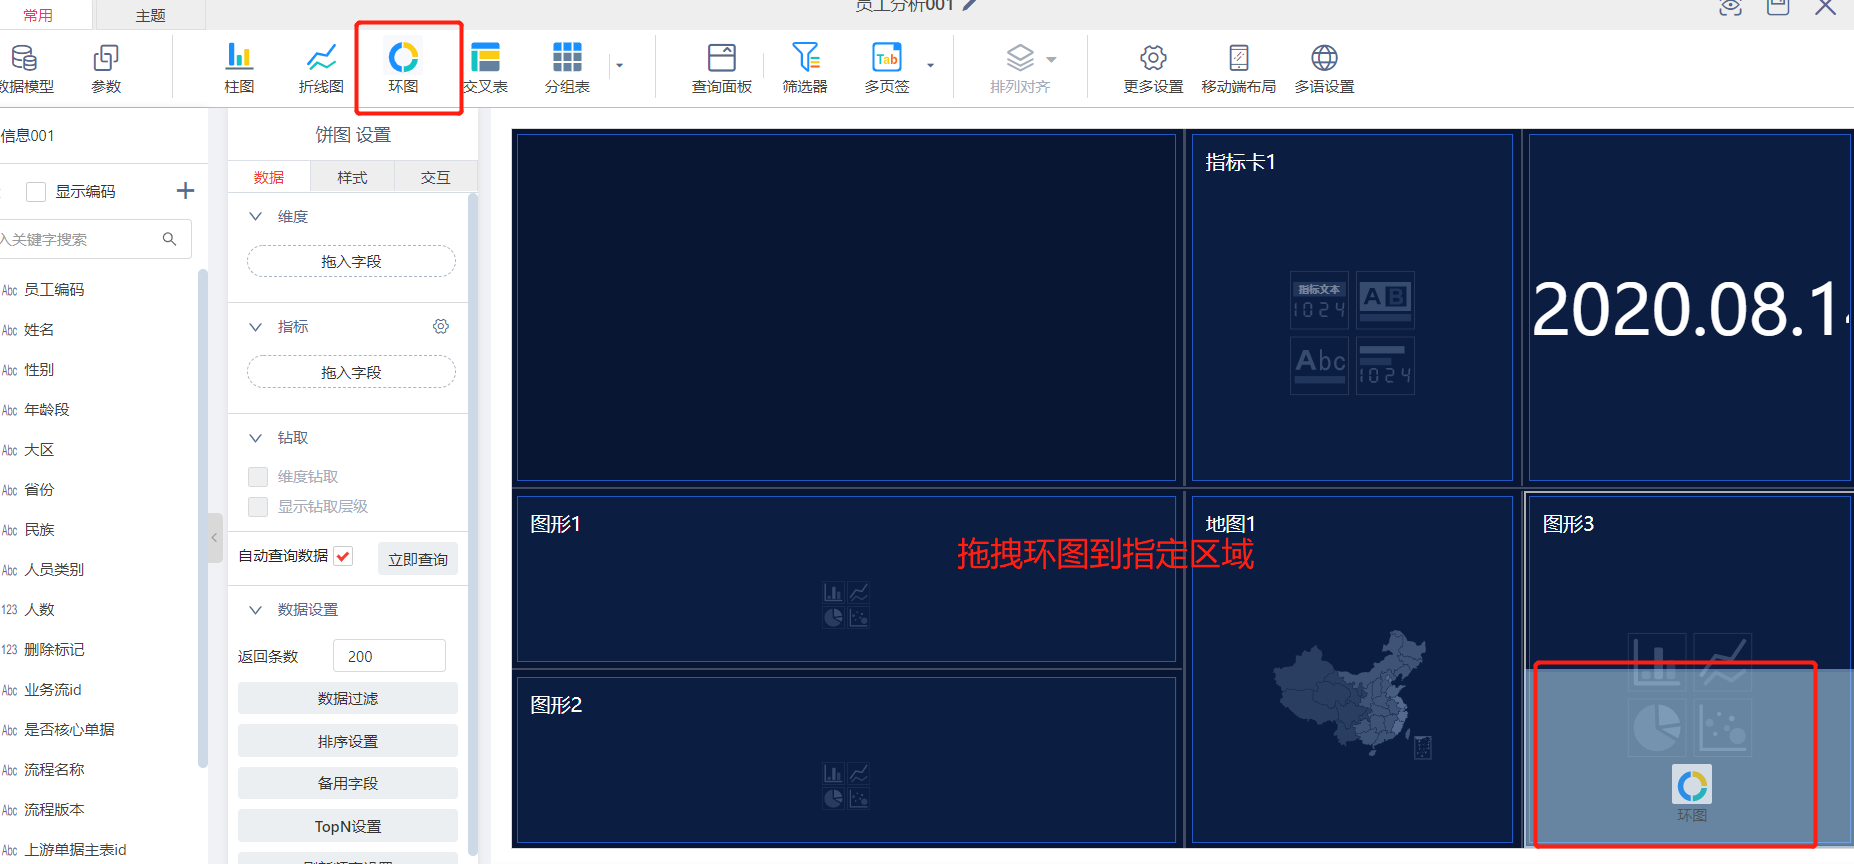 常用
主题
员工分析001
数据模型
参数
柱图
折线图
环图
交叉表
分组表
查询面板
筛选器
Tab
多页签
排列对齐
更多设置
移动端布局
多语设置
信息001
显示编码
入关键字搜索
Abc 员工编码
Abc 姓名
Abc 性别
Abc 年龄段
Abc 大区
Abc 省份
Abc 民族
Abc 人员类别
123 人数
123 删除标记
Abc 业务流id
Abc 是否核心单据
Abc 流程名称
Abc 流程版本
Abc 上游单据主表id
饼图 设置
数据
样式
交互
维度
拖入字段
指标
拖入字段
钻取
维度钻取
显示钻取层级
自动查询数据
立即查询
数据设置
返回条数
200
数据过滤
排序设置
备用字段
TopN设置
指标卡1
指标文本
1024
AB
Abc
1024
2020.08.14
图形1
地图1
图形3
拖拽环图到指定区域
图形2
环图